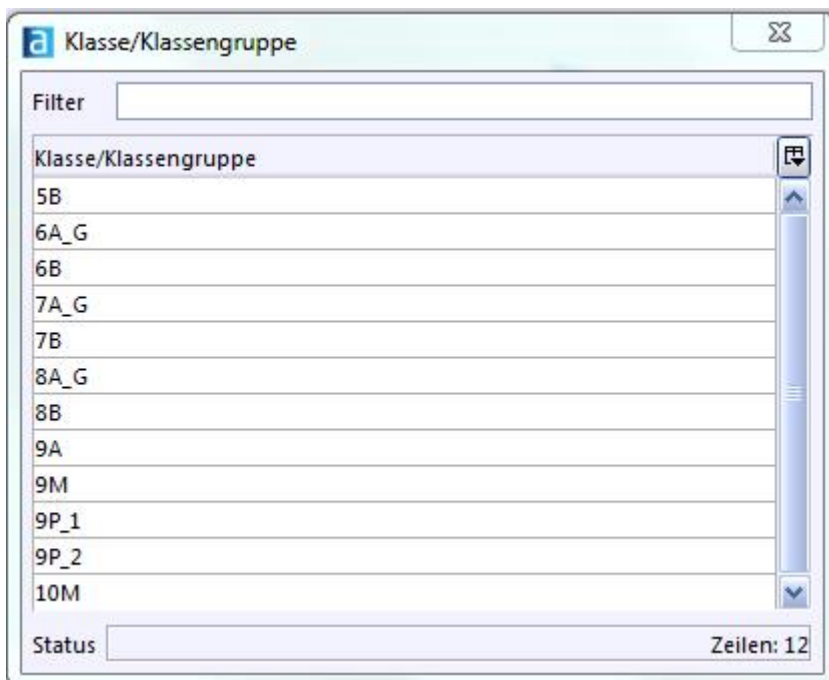 a Klasse/Klassengruppe
Filter
Klasse/Klassengruppe
5B
6A_G
6B
7A_G
7B
8A_G
8B
9A
9M
9P_1
9P_2
10M
Status Zeilen: 12